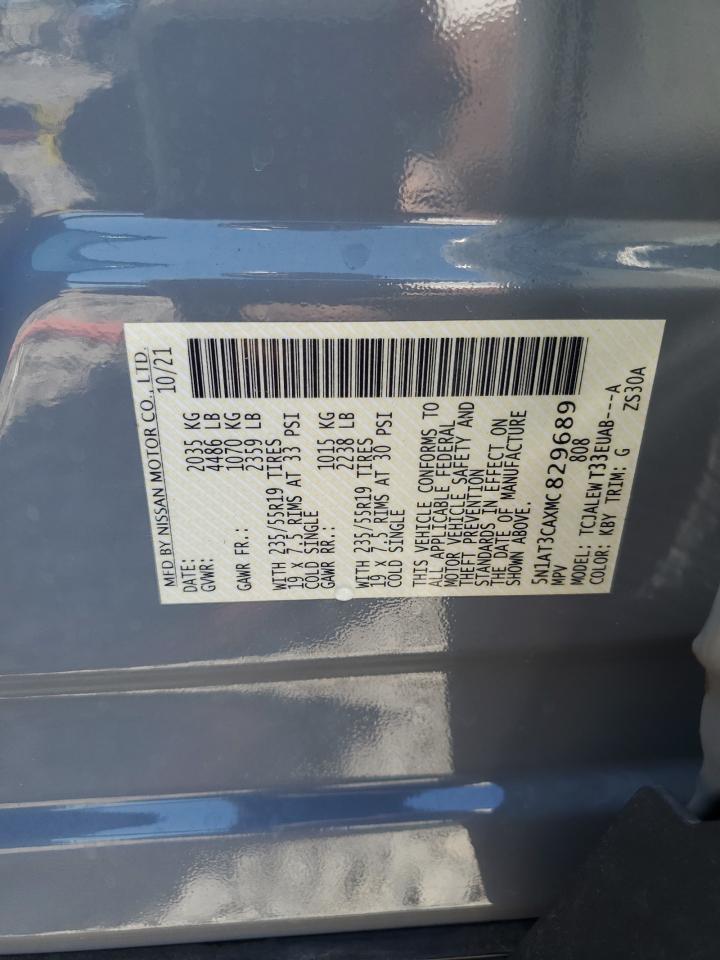 MFD BY NISSAN MOTOR CO., LTD.
DATE: 10/21
GVWR: 2035 KG
4486 LB
GAWR FR.: 1070 KG
2359 LB
WITH 235/55R19 TIRES
19 X 7.5 RIMS AT 33 PSI
COLD SINGLE
GAWR RR.: 1015 KG
2238 LB
WITH 235/55R19 TIRES
19 X 7.5 RIMS AT 30 PSI
COLD SINGLE
THIS VEHICLE CONFORMS TO
ALL APPLICABLE FEDERAL
MOTOR VEHICLE SAFETY AND
THEFT PREVENTION
STANDARDS IN EFFECT ON
THE DATE OF MANUFACTURE
SHOWN ABOVE.
5N1AT3CAXMC 829689
MPV 808
MODEL: TCJALEW T33EUAB---A
COLOR: KBY TRIM: G ZS30A